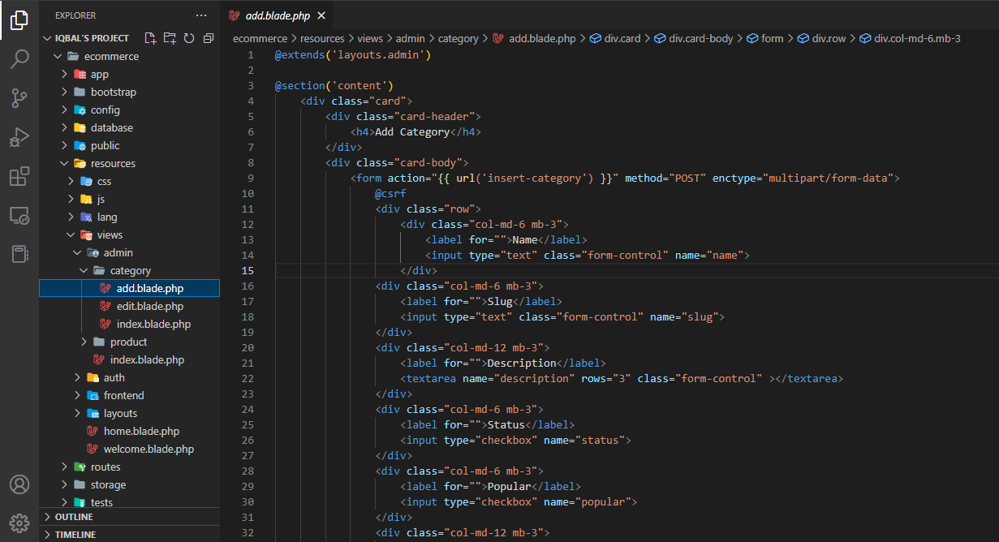 EXPLORER
IQBAL'S PROJECT
ecommerce
app
bootstrap
config
database
public
resources
css
js
lang
views
admin
category
add.blade.php
edit.blade.php
index.blade.php
product
index.blade.php
auth
frontend
layouts
home.blade.php
welcome.blade.php
routes
storage
tests
OUTLINE
TIMELINE
add.blade.php
ecommerce > resources > views > admin > category > add.blade.php > div.card > div.card-body > form > div.row > div.col-md-6.mb-3
1 @extends('layouts.admin')
2
3 @section('content')
4 <div class="card">
5 <div class="card-header">
6 <h4>Add Category</h4>
7 </div>
8 <div class="card-body">
9 <form action="{{ url('insert-category') }}" method="POST" enctype="multipart/form-data">
10 @csrf
11 <div class="row">
12 <div class="col-md-6 mb-3">
13 <label for="">Name</label>
14 <input type="text" class="form-control" name="name">
15 </div>
16 <div class="col-md-6 mb-3">
17 <label for="">Slug</label>
18 <input type="text" class="form-control" name="slug">
19 </div>
20 <div class="col-md-12 mb-3">
21 <label for="">Description</label>
22 <textarea name="description" rows="3" class="form-control" ></textarea>
23 </div>
24 <div class="col-md-6 mb-3">
25 <label for="">Status</label>
26 <input type="checkbox" name="status">
27 </div>
28 <div class="col-md-6 mb-3">
29 <label for="">Popular</label>
30 <input type="checkbox" name="popular">
31 </div>
32 <div class="col-md-12 mb-3">